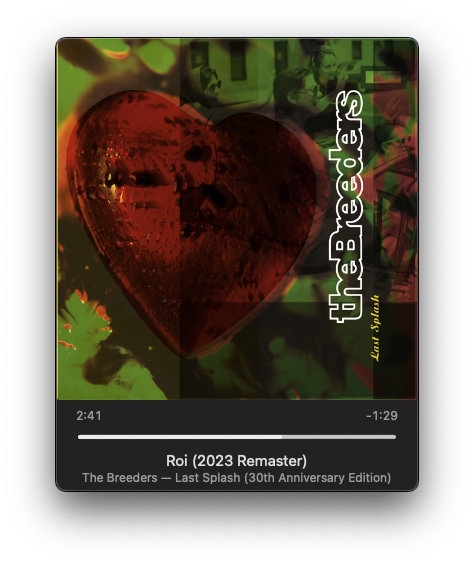 theBreeders
Last Splash
2:41
-1:29
Roi (2023 Remaster)
The Breeders — Last Splash (30th Anniversary Edition)